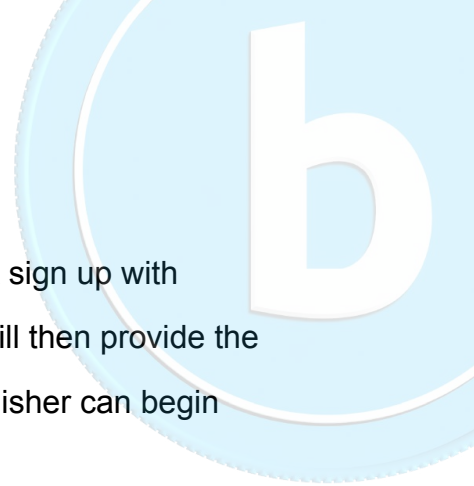 b
sign up with
ill then provide the
isher can begin